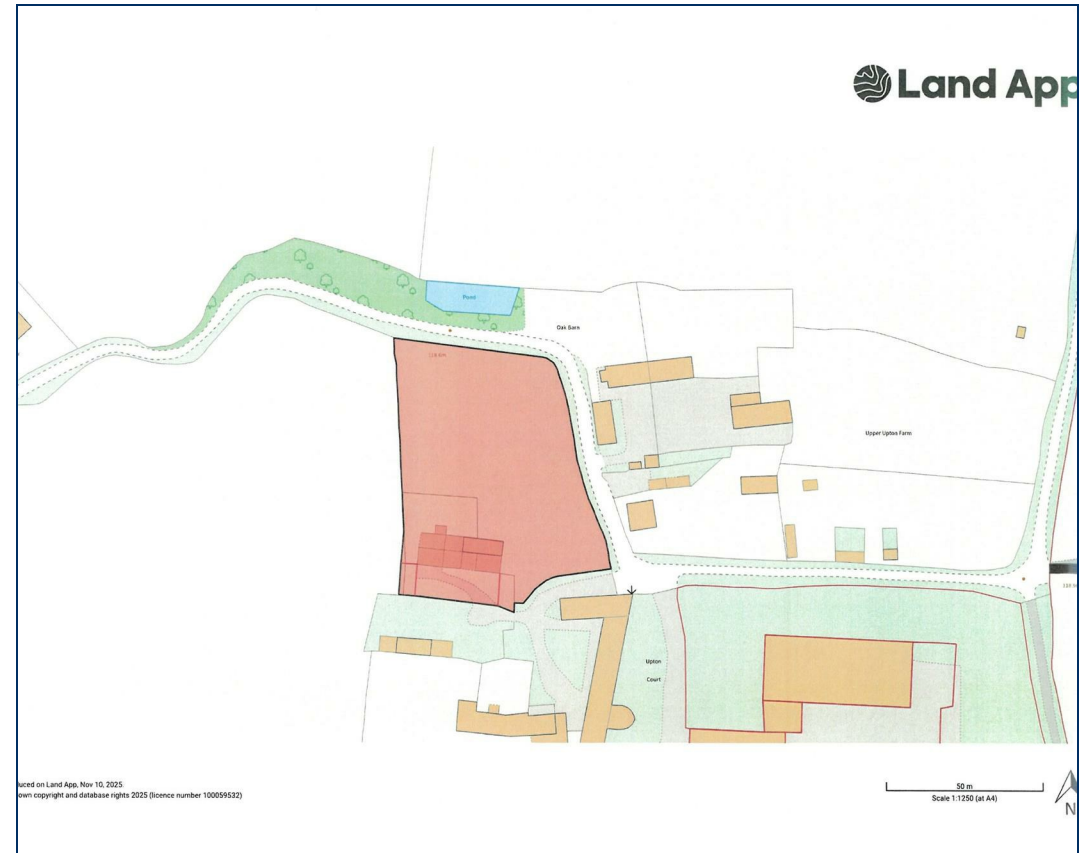 Land App
Pond
Oak Barn
Upper Upton Farm
Upton
Court
uced on Land App, Nov 10, 2025
own copyright and database rights 2025 (licence number 100059532)
50 m
Scale 1:1250 (at A4)
N